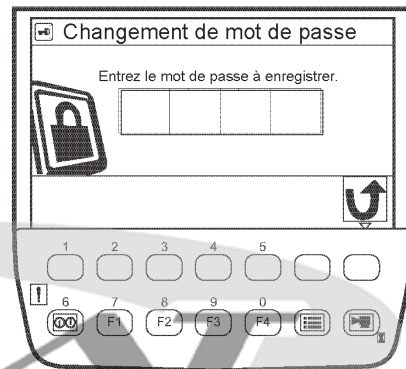 Changement de mot de passe
Entrez le mot de passe à enregistrer.
1 2 3 4 5
6 7 8 9 0
F1 F2 F3 F4